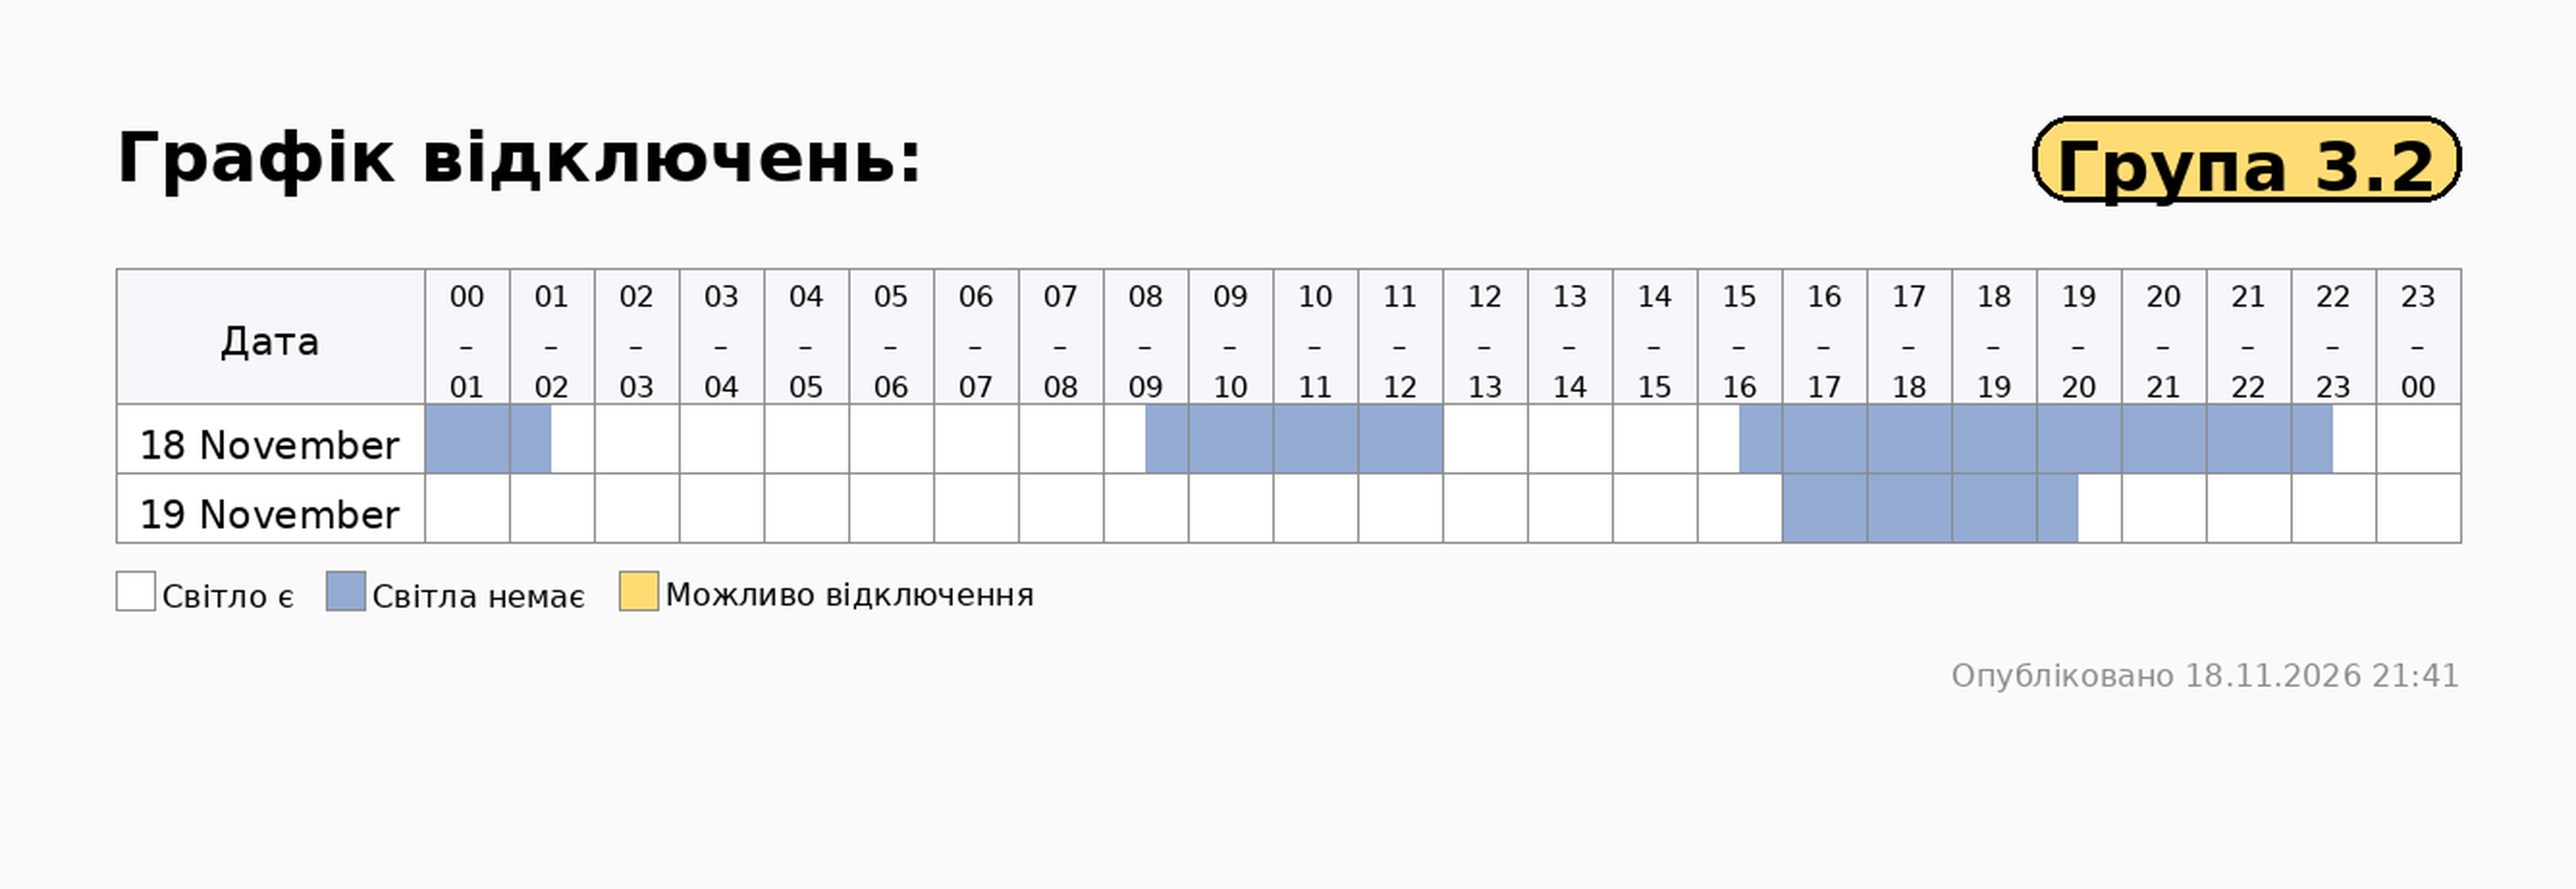 Графік відключень:
Група 3.2
Дата
00 – 01
01 – 02
02 – 03
03 – 04
04 – 05
05 – 06
06 – 07
07 – 08
08 – 09
09 – 10
10 – 11
11 – 12
12 – 13
13 – 14
14 – 15
15 – 16
16 – 17
17 – 18
18 – 19
19 – 20
20 – 21
21 – 22
22 – 23
23 – 00
18 November
19 November
Світло є
Світла немає
Можливо відключення
Опубліковано 18.11.2026 21:41